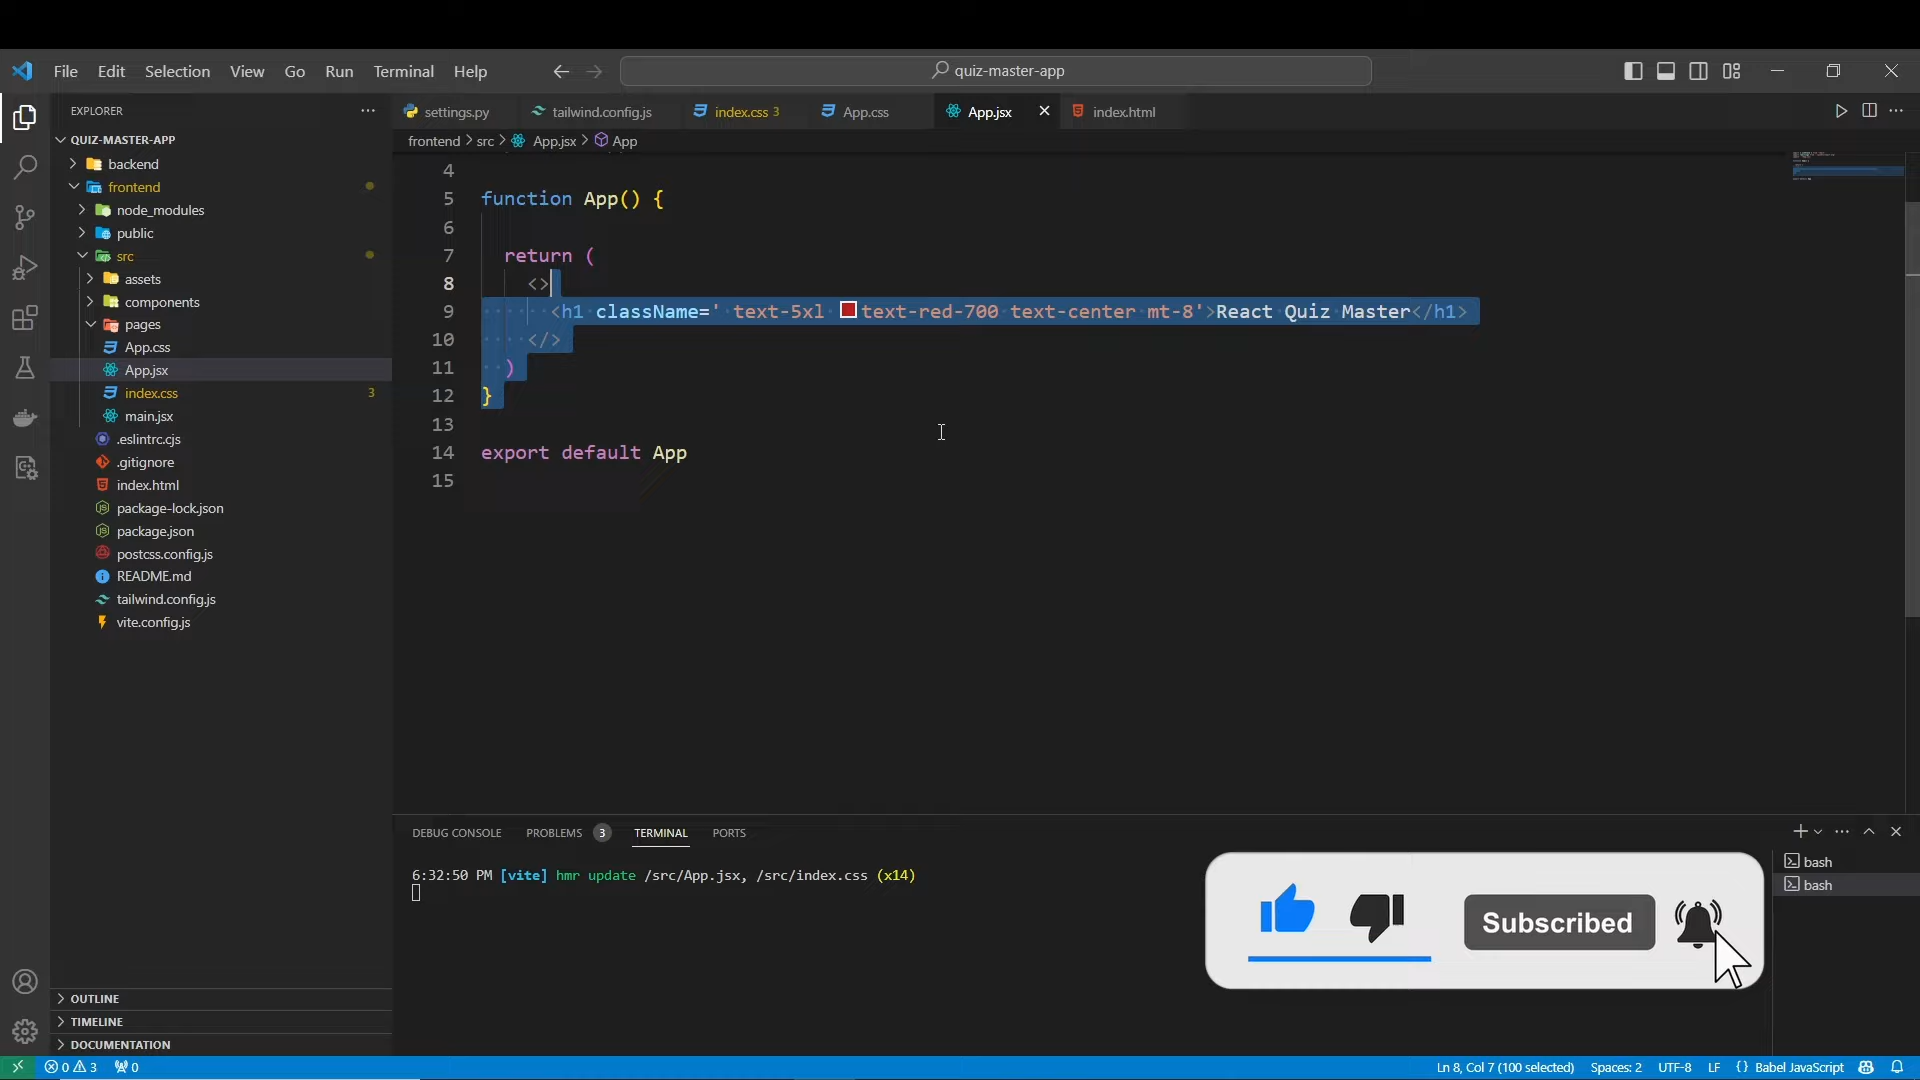 File Edit Selection View Go Run Terminal Help
quiz-master-app
EXPLORER
QUIZ-MASTER-APP
backend
frontend
node_modules
public
src
assets
components
pages
App.css
App.jsx
index.css 3
main.jsx
.eslintrc.cjs
.gitignore
index.html
package-lock.json
package.json
postcss.config.js
README.md
tailwind.config.js
vite.config.js
OUTLINE
TIMELINE
DOCUMENTATION
settings.py tailwind.config.js index.css 3 App.css App.jsx index.html
frontend > src > App.jsx > App
4
5 function App() {
6
7 return (
8 <>
9 <h1 className=' text-5xl text-red-700 text-center mt-8'>React Quiz Master</h1>
10 </>
11 )
12 }
13
14 export default App
15
DEBUG CONSOLE PROBLEMS 3 TERMINAL PORTS
6:32:50 PM [vite] hmr update /src/App.jsx, /src/index.css (x14)
bash
bash
Subscribed
0 3 0
Ln 8, Col 7 (100 selected) Spaces: 2 UTF-8 LF {} Babel JavaScript